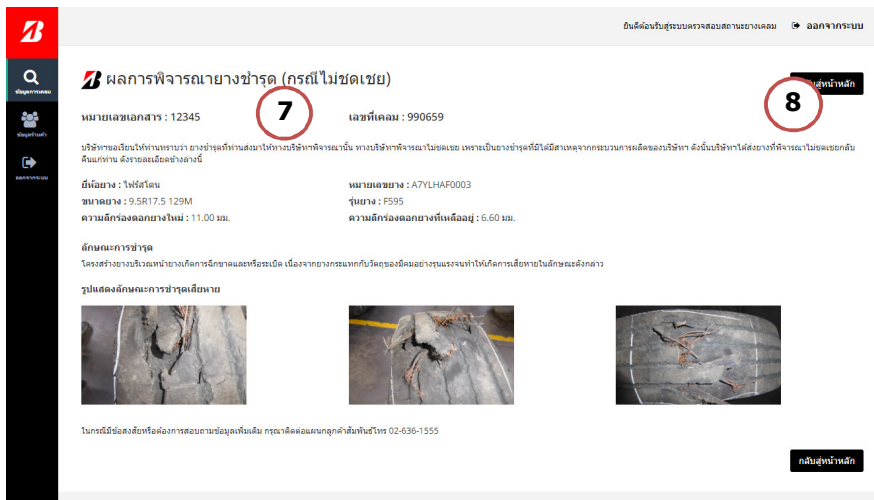 ยินดีต้อนรับสู่ระบบตรวจสอบสถานะยางเคลม ออกจากระบบ
ข้อมูลการเคลม
ข้อมูลร้านค้า
ออกจากระบบ
ผลการพิจารณายางชำรุด (กรณีไม่ชดเชย)
กลับสู่หน้าหลัก
7
8
หมายเลขเอกสาร : 12345 เลขที่เคลม : 990659
บริษัทฯขอเรียนให้ท่านทราบว่า ยางชำรุดที่ท่านส่งมาให้ทางบริษัทฯพิจารณานั้น ทางบริษัทฯพิจารณาไม่ชดเชย เพราะเป็นยางชำรุดที่มิได้มีสาเหตุจากกระบวนการผลิตของบริษัทฯ ดังนั้นบริษัทฯได้ส่งยางที่พิจารณาไม่ชดเชยกลับ
คืนแก่ท่าน ดังรายละเอียดข้างล่างนี้
ยี่ห้อยาง : ไฟร์สโตน หมายเลขยาง : A7YLHAF0003
ขนาดยาง : 9.5R17.5 129M รุ่นยาง : F595
ความลึกร่องดอกยางใหม่ : 11.00 มม. ความลึกร่องดอกยางที่เหลืออยู่ : 6.60 มม.
ลักษณะการชำรุด
โครงสร้างยางบริเวณหน้ายางเกิดการฉีกขาดและหรือระเบิด เนื่องจากยางกระแทกกับวัตถุของมีคมอย่างรุนแรงจนทำให้เกิดการเสียหายในลักษณะดังกล่าว
รูปแสดงลักษณะการชำรุดเสียหาย
ในกรณีมีข้อสงสัยหรือต้องการสอบถามข้อมูลเพิ่มเติม กรุณาติดต่อแผนกลูกค้าสัมพันธ์โทร 02-636-1555
กลับสู่หน้าหลัก